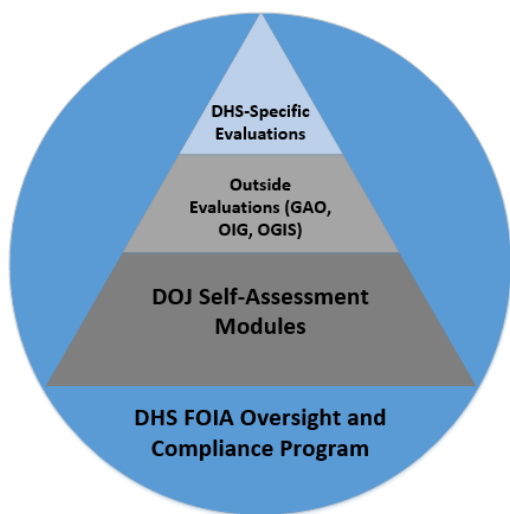 DHS-Specific
Evaluations
Outside
Evaluations (GAO,
OIG, OGIS)
DOJ Self-Assessment
Modules
DHS FOIA Oversight and
Compliance Program